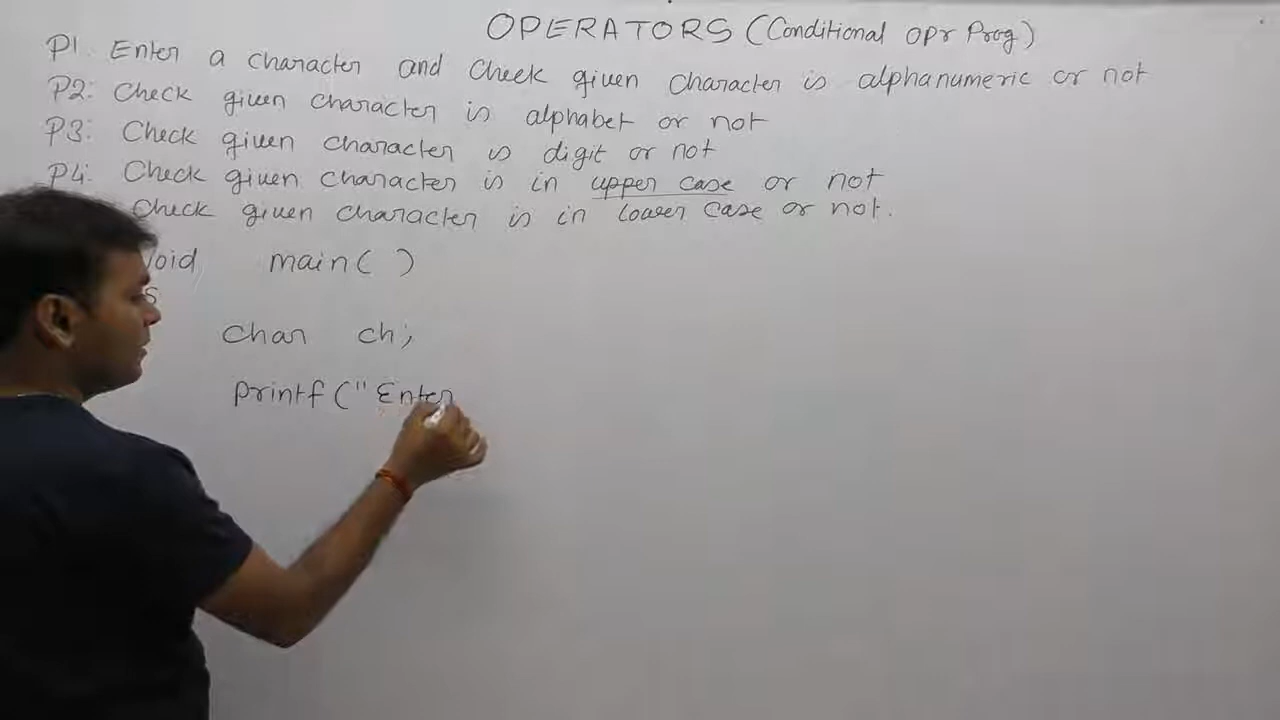 OPERATORS (Conditional opr Prog)
P1. Enter a character and check given character is alphanumeric or not
P2: Check given character is alphabet or not
P3: Check given character is digit or not
P4: Check given character is in upper case or not
Check given character is in lower case or not.
void main( )
char ch;
printf (" Enter